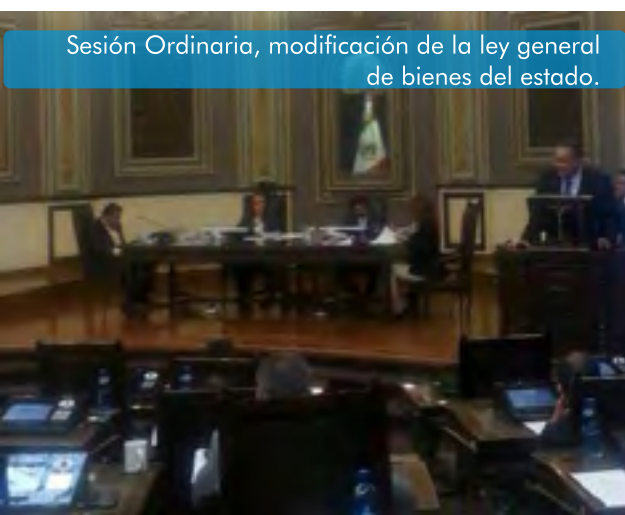 Sesión Ordinaria, modificación de la ley general
de bienes del estado.